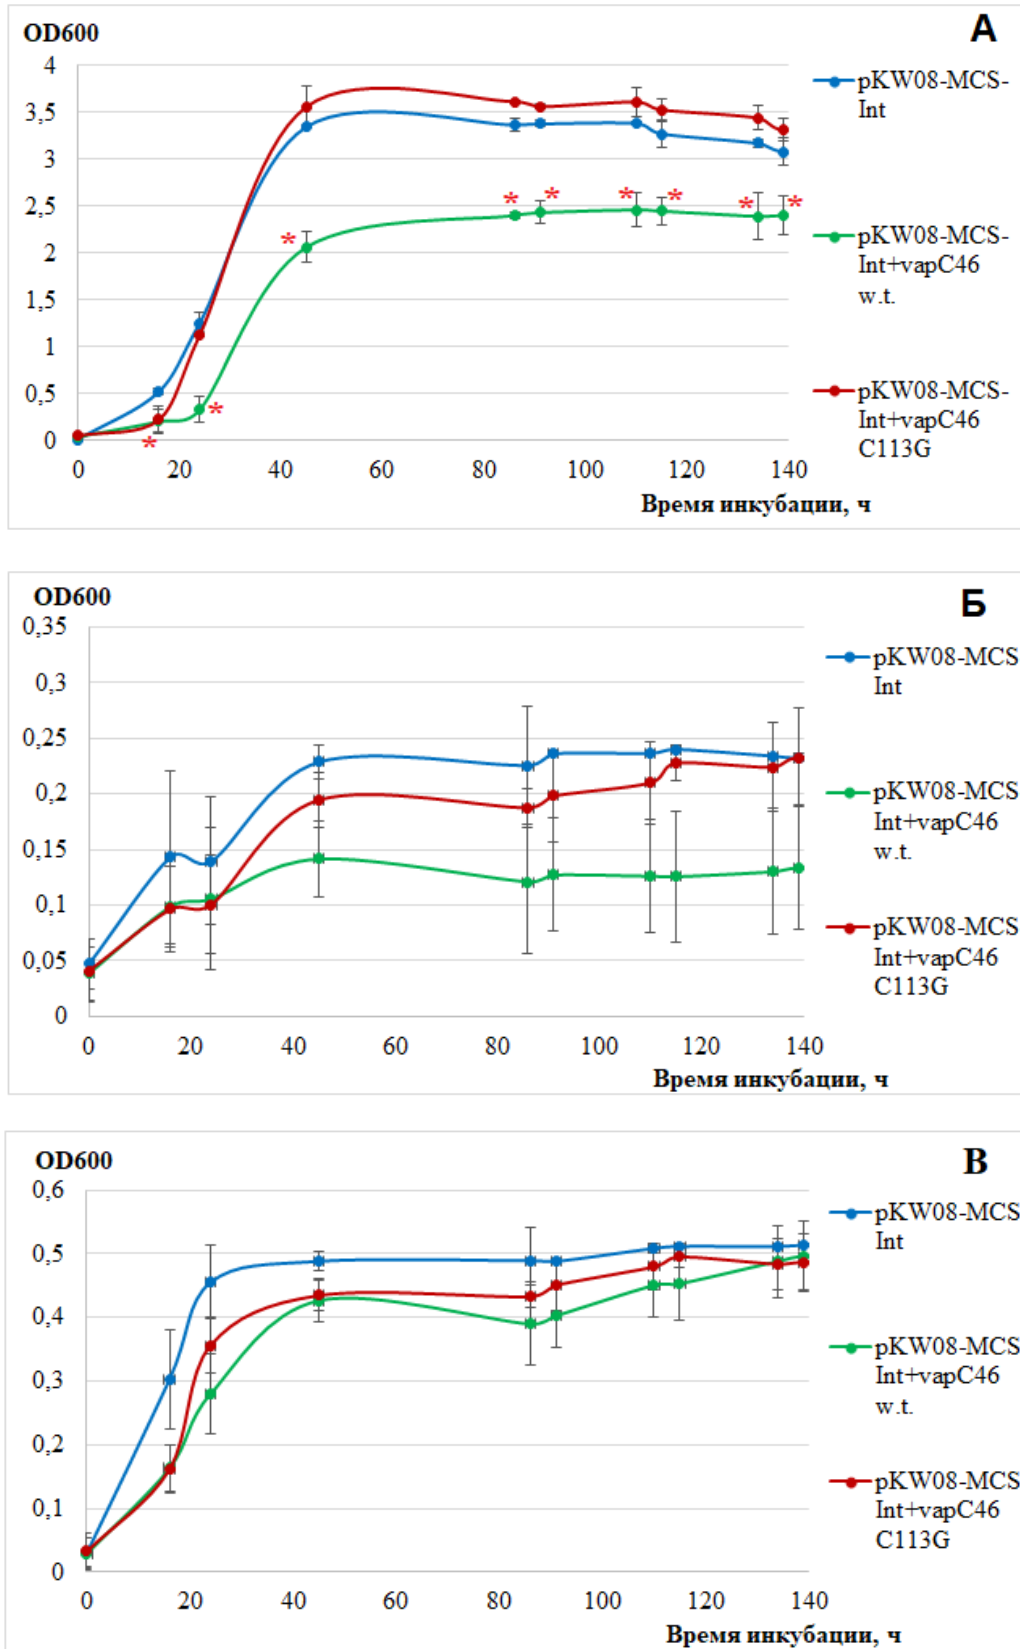 OD600
А
4
3,5
3
2,5
2
1,5
1
0,5
0
0 20 40 60 80 100 120 140
Время инкубации, ч
pKW08-MCS-
Int
pKW08-MCS-
Int+vapC46
w.t.
pKW08-MCS-
Int+vapC46
C113G
* * * * * * * * *
OD600
Б
0,35
0,3
0,25
0,2
0,15
0,1
0,05
0
0 20 40 60 80 100 120 140
Время инкубации, ч
pKW08-MCS
Int
pKW08-MCS
Int+vapC46
w.t.
pKW08-MCS
Int+vapC46
C113G
OD600
В
0,6
0,5
0,4
0,3
0,2
0,1
0
0 20 40 60 80 100 120 140
Время инкубации, ч
pKW08-MCS
Int
pKW08-MCS
Int+vapC46
w.t.
pKW08-MCS
Int+vapC46
C113G